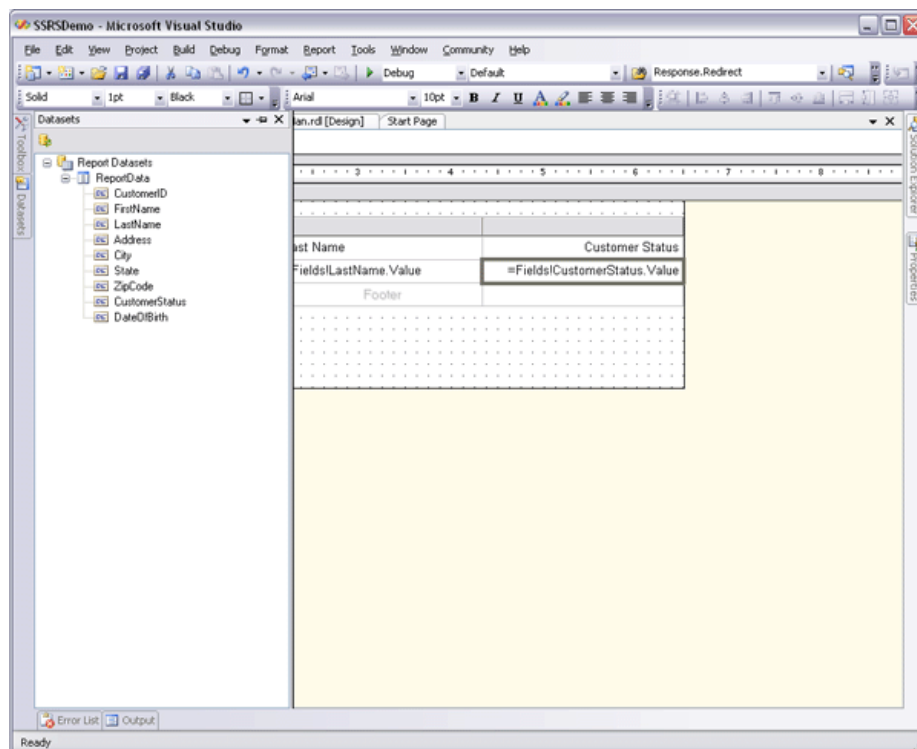 SSRSDemo - Microsoft Visual Studio
File Edit View Project Build Debug Format Report Tools Window Community Help
Debug Default Response.Redirect
Solid 1pt Black Arial 10pt B I U A
Datasets lan.rdl [Design] Start Page
Toolbox
Datasets
Solution Explorer
Properties
3 4 5 6 7 8
Report Datasets
ReportData
CustomerID
FirstName
LastName
Address
City
State
ZipCode
CustomerStatus
DateOfBirth
ast Name Customer Status
Fields!LastName.Value =Fields!CustomerStatus.Value
Footer
Error List Output
Ready